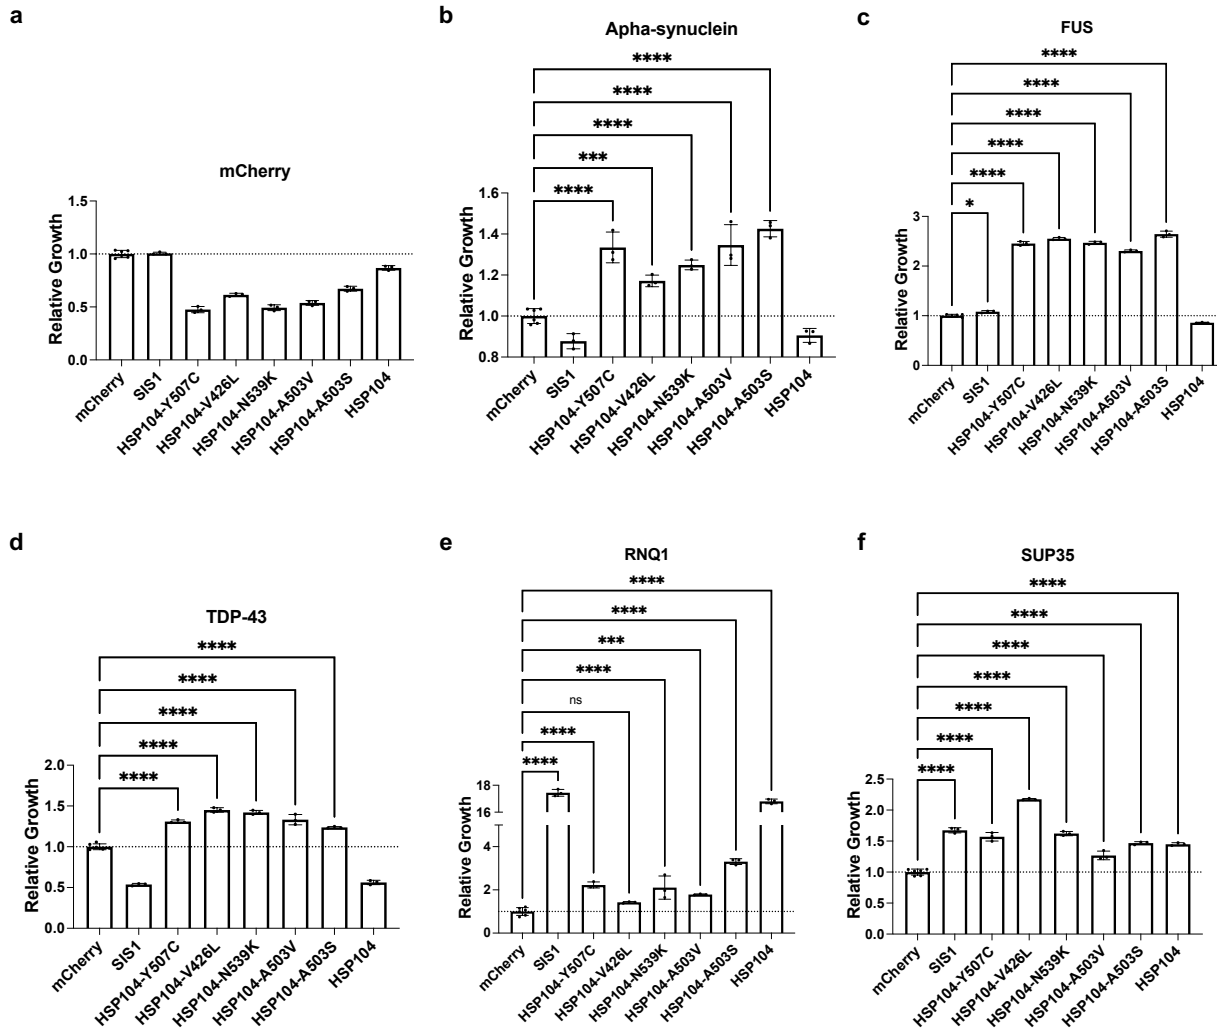 a
mCherry
Relative Growth
1.5
1.0
0.5
0.0
mCherry
SIS1
HSP104-Y507C
HSP104-V426L
HSP104-N539K
HSP104-A503V
HSP104-A503S
HSP104
b
Apha-synuclein
****
****
****
***
****
Relative Growth
1.6
1.4
1.2
1.0
0.8
mCherry
SIS1
HSP104-Y507C
HSP104-V426L
HSP104-N539K
HSP104-A503V
HSP104-A503S
HSP104
c
FUS
****
****
****
****
****
*
Relative Growth
3
2
1
0
mCherry
SIS1
HSP104-Y507C
HSP104-V426L
HSP104-N539K
HSP104-A503V
HSP104-A503S
HSP104
d
TDP-43
****
****
****
****
****
Relative Growth
2.0
1.5
1.0
0.5
0.0
mCherry
SIS1
HSP104-Y507C
HSP104-V426L
HSP104-N539K
HSP104-A503V
HSP104-A503S
HSP104
e
RNQ1
****
****
***
****
ns
****
****
Relative Growth
18
16
4
2
0
mCherry
SIS1
HSP104-Y507C
HSP104-V426L
HSP104-N539K
HSP104-A503V
HSP104-A503S
HSP104
f
SUP35
****
****
****
****
****
****
****
Relative Growth
2.5
2.0
1.5
1.0
0.5
0.0
mCherry
SIS1
HSP104-Y507C
HSP104-V426L
HSP104-N539K
HSP104-A503V
HSP104-A503S
HSP104